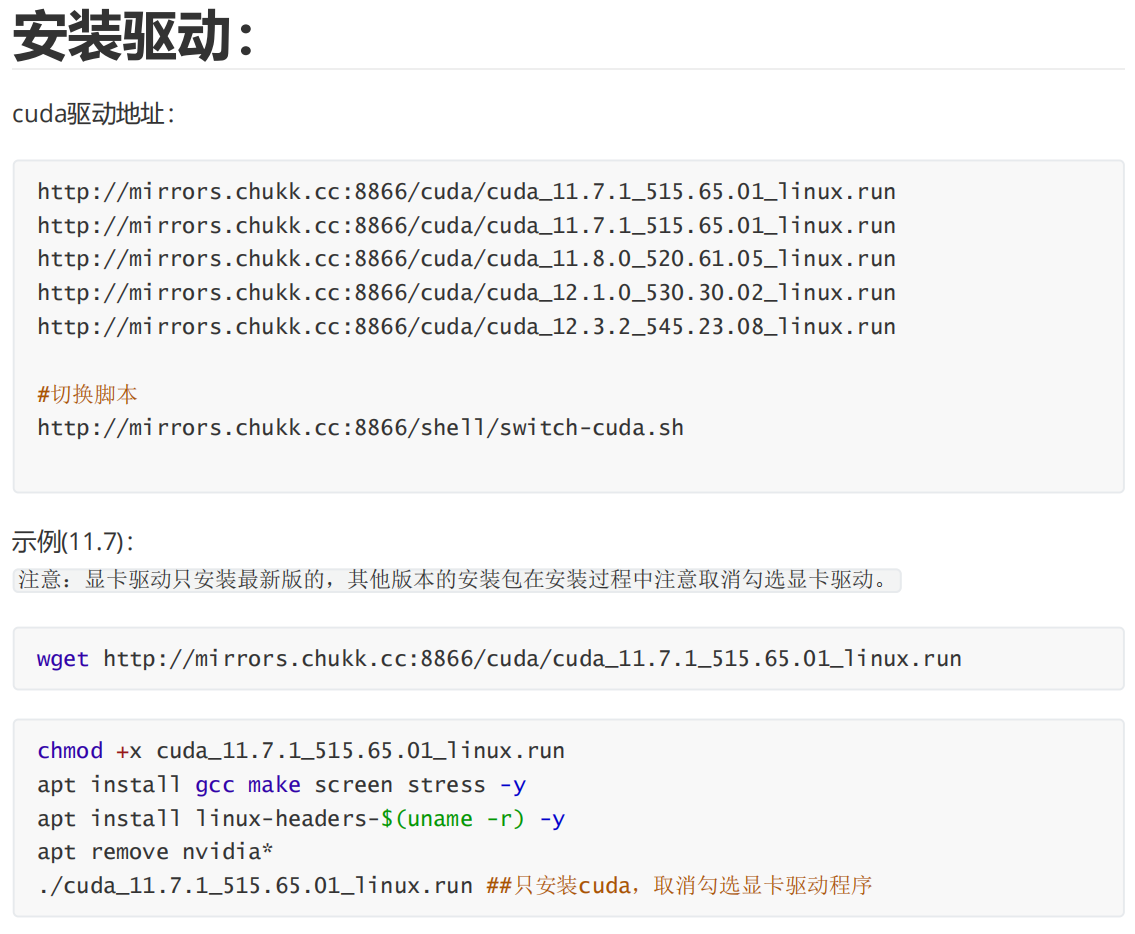 安装驱动：
cuda驱动地址：
http://mirrors.chukk.cc:8866/cuda/cuda_11.7.1_515.65.01_linux.run
http://mirrors.chukk.cc:8866/cuda/cuda_11.7.1_515.65.01_linux.run
http://mirrors.chukk.cc:8866/cuda/cuda_11.8.0_520.61.05_linux.run
http://mirrors.chukk.cc:8866/cuda/cuda_12.1.0_530.30.02_linux.run
http://mirrors.chukk.cc:8866/cuda/cuda_12.3.2_545.23.08_linux.run
#切换脚本
http://mirrors.chukk.cc:8866/shell/switch-cuda.sh
示例(11.7)：
注意：显卡驱动只安装最新版的，其他版本的安装包在安装过程中注意取消勾选显卡驱动。
wget http://mirrors.chukk.cc:8866/cuda/cuda_11.7.1_515.65.01_linux.run
chmod +x cuda_11.7.1_515.65.01_linux.run
apt install gcc make screen stress -y
apt install linux-headers-$(uname -r) -y
apt remove nvidia*
./cuda_11.7.1_515.65.01_linux.run ##只安装cuda，取消勾选显卡驱动程序